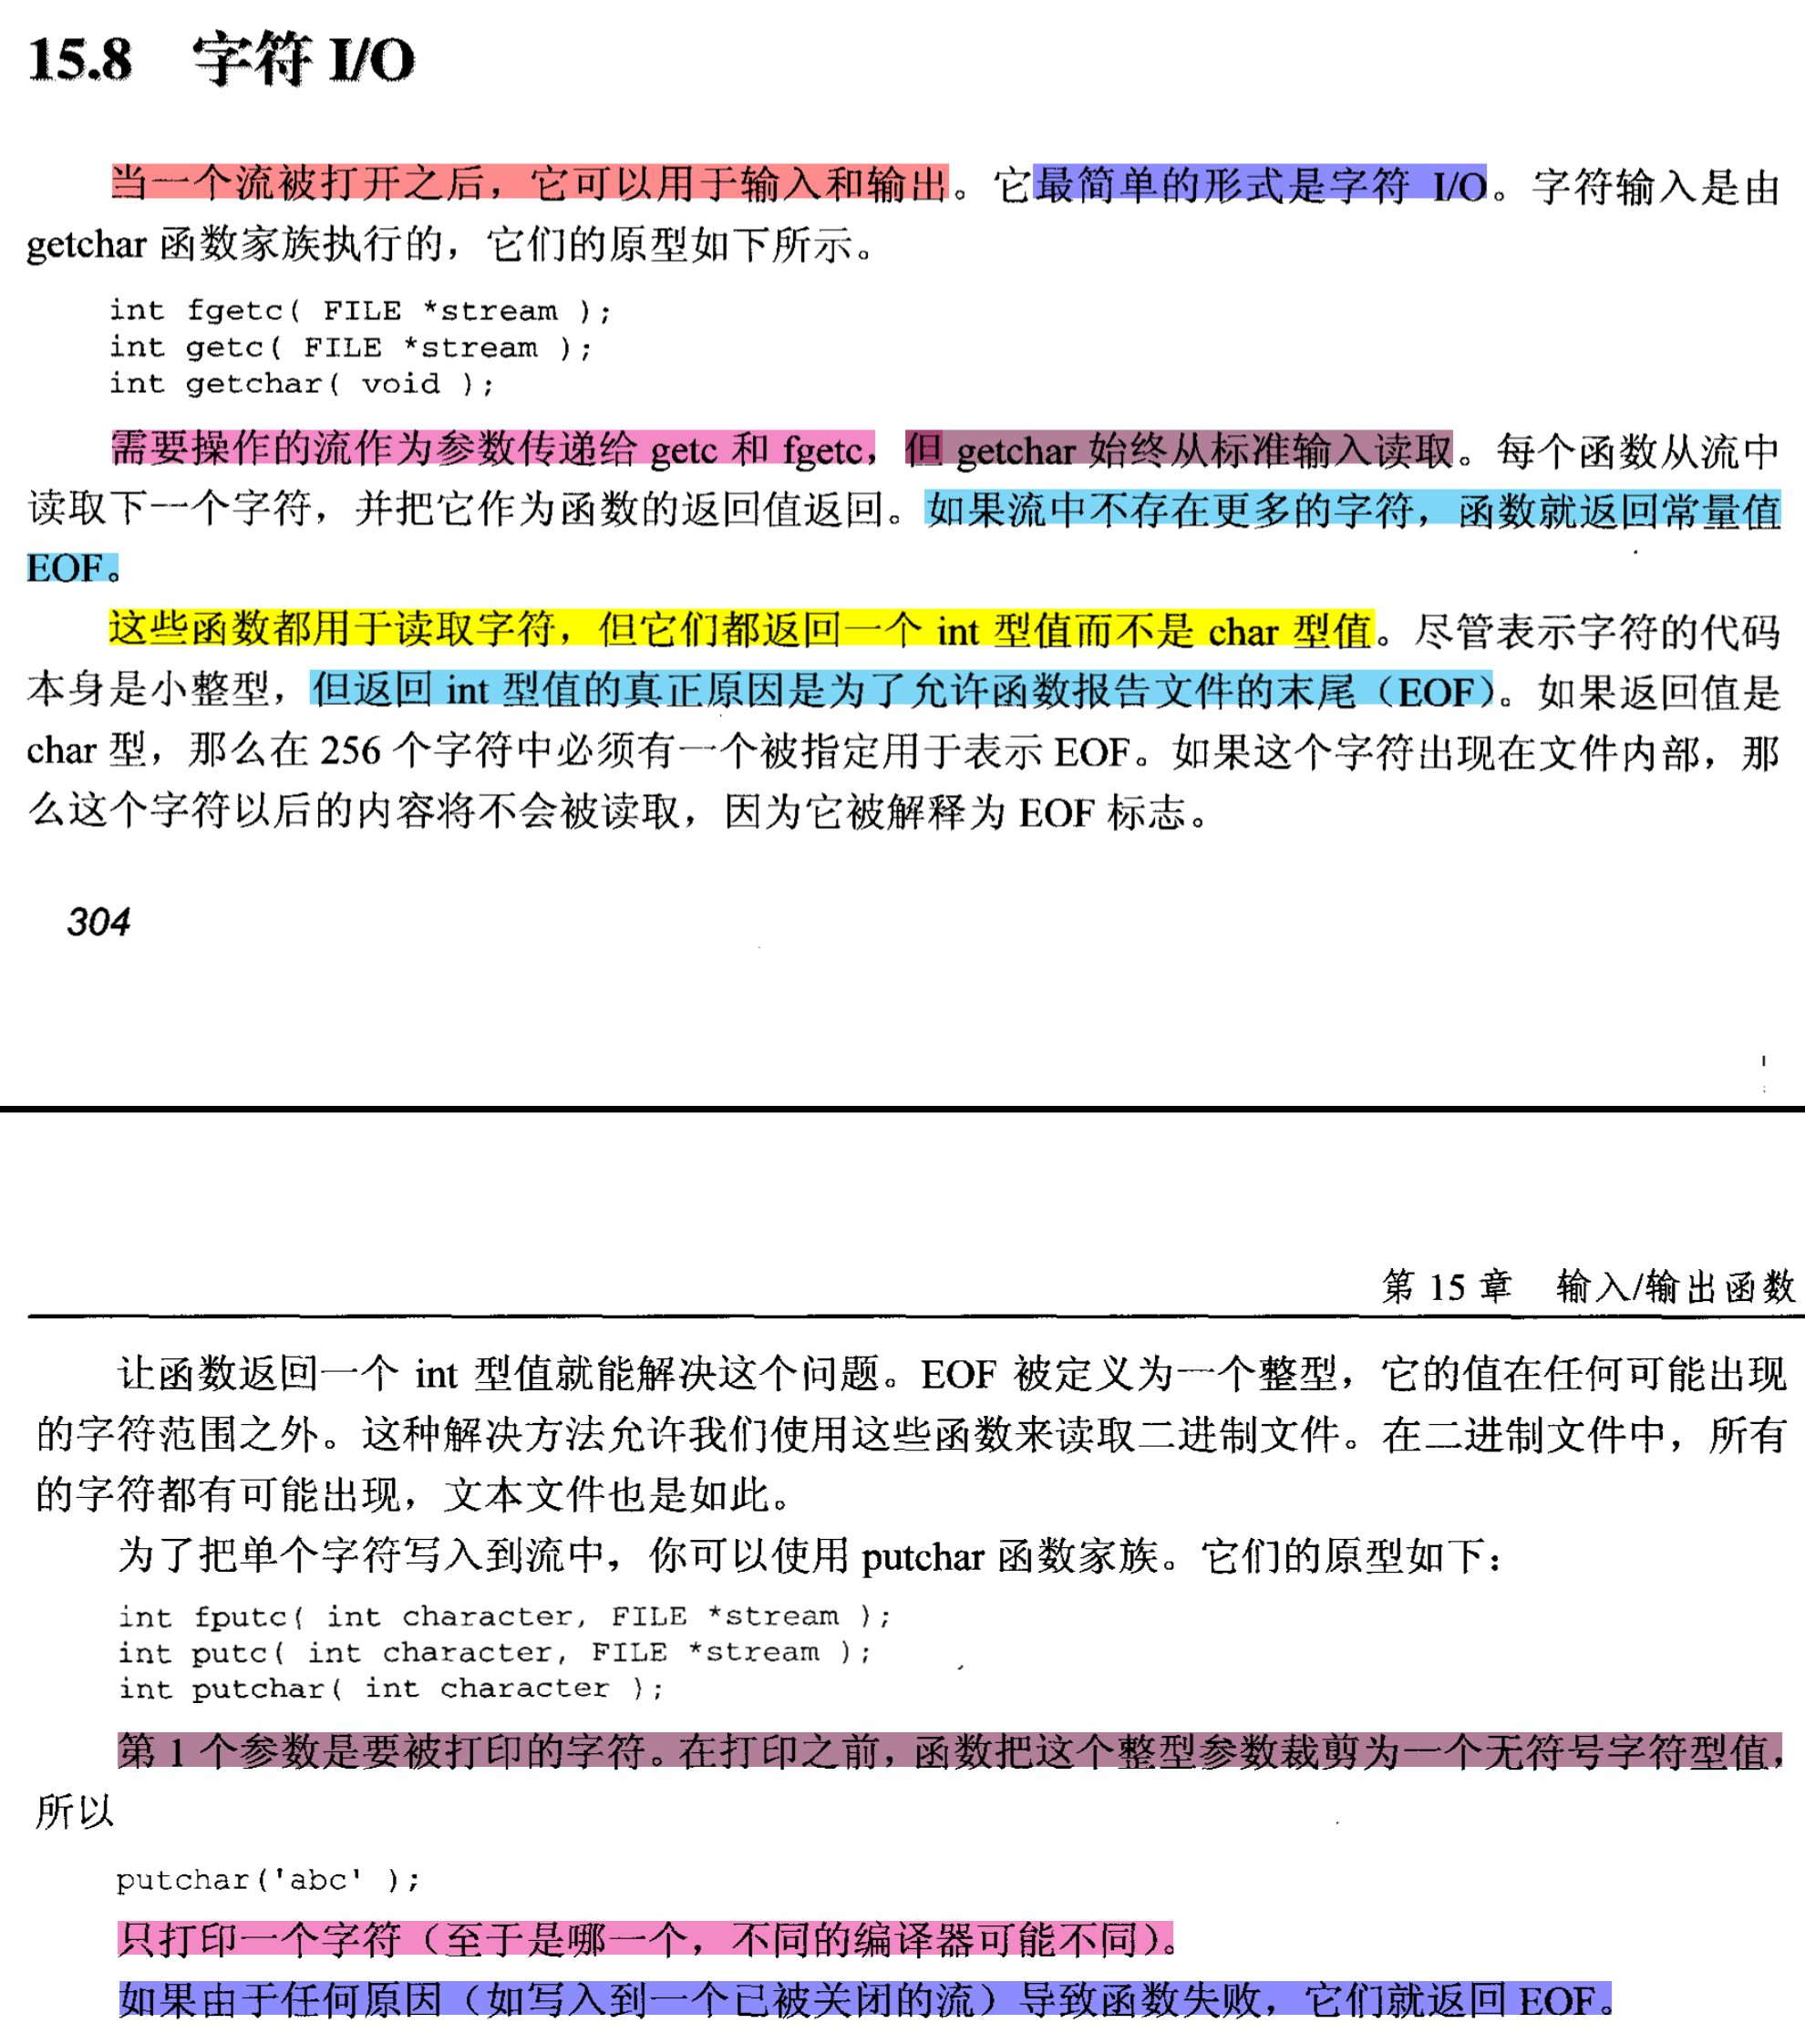 15.8 字符 I/O
当一个流被打开之后，它可以用于输入和输出。它最简单的形式是字符 I/O。字符输入是由
getchar 函数家族执行的，它们的原型如下所示。
int fgetc( FILE *stream );
int getc( FILE *stream );
int getchar( void );
需要操作的流作为参数传递给 getc 和 fgetc，但 getchar 始终从标准输入读取。每个函数从流中
读取下一个字符，并把它作为函数的返回值返回。如果流中不存在更多的字符，函数就返回常量值
EOF。
这些函数都用于读取字符，但它们都返回一个 int 型值而不是 char 型值。尽管表示字符的代码
本身是小整型，但返回 int 型值的真正原因是为了允许函数报告文件的末尾（EOF）。如果返回值是
char 型，那么在 256 个字符中必须有一个被指定用于表示 EOF。如果这个字符出现在文件内部，那
么这个字符以后的内容将不会被读取，因为它被解释为 EOF 标志。
304
第 15 章 输入/输出函数
让函数返回一个 int 型值就能解决这个问题。EOF 被定义为一个整型，它的值在任何可能出现
的字符范围之外。这种解决方法允许我们使用这些函数来读取二进制文件。在二进制文件中，所有
的字符都有可能出现，文本文件也是如此。
为了把单个字符写入到流中，你可以使用 putchar 函数家族。它们的原型如下：
int fputc( int character, FILE *stream );
int putc( int character, FILE *stream );
int putchar( int character );
第 1 个参数是要被打印的字符。在打印之前，函数把这个整型参数裁剪为一个无符号字符型值，
所以
putchar('abc' );
只打印一个字符（至于是哪一个，不同的编译器可能不同）。
如果由于任何原因（如写入到一个已被关闭的流）导致函数失败，它们就返回 EOF。